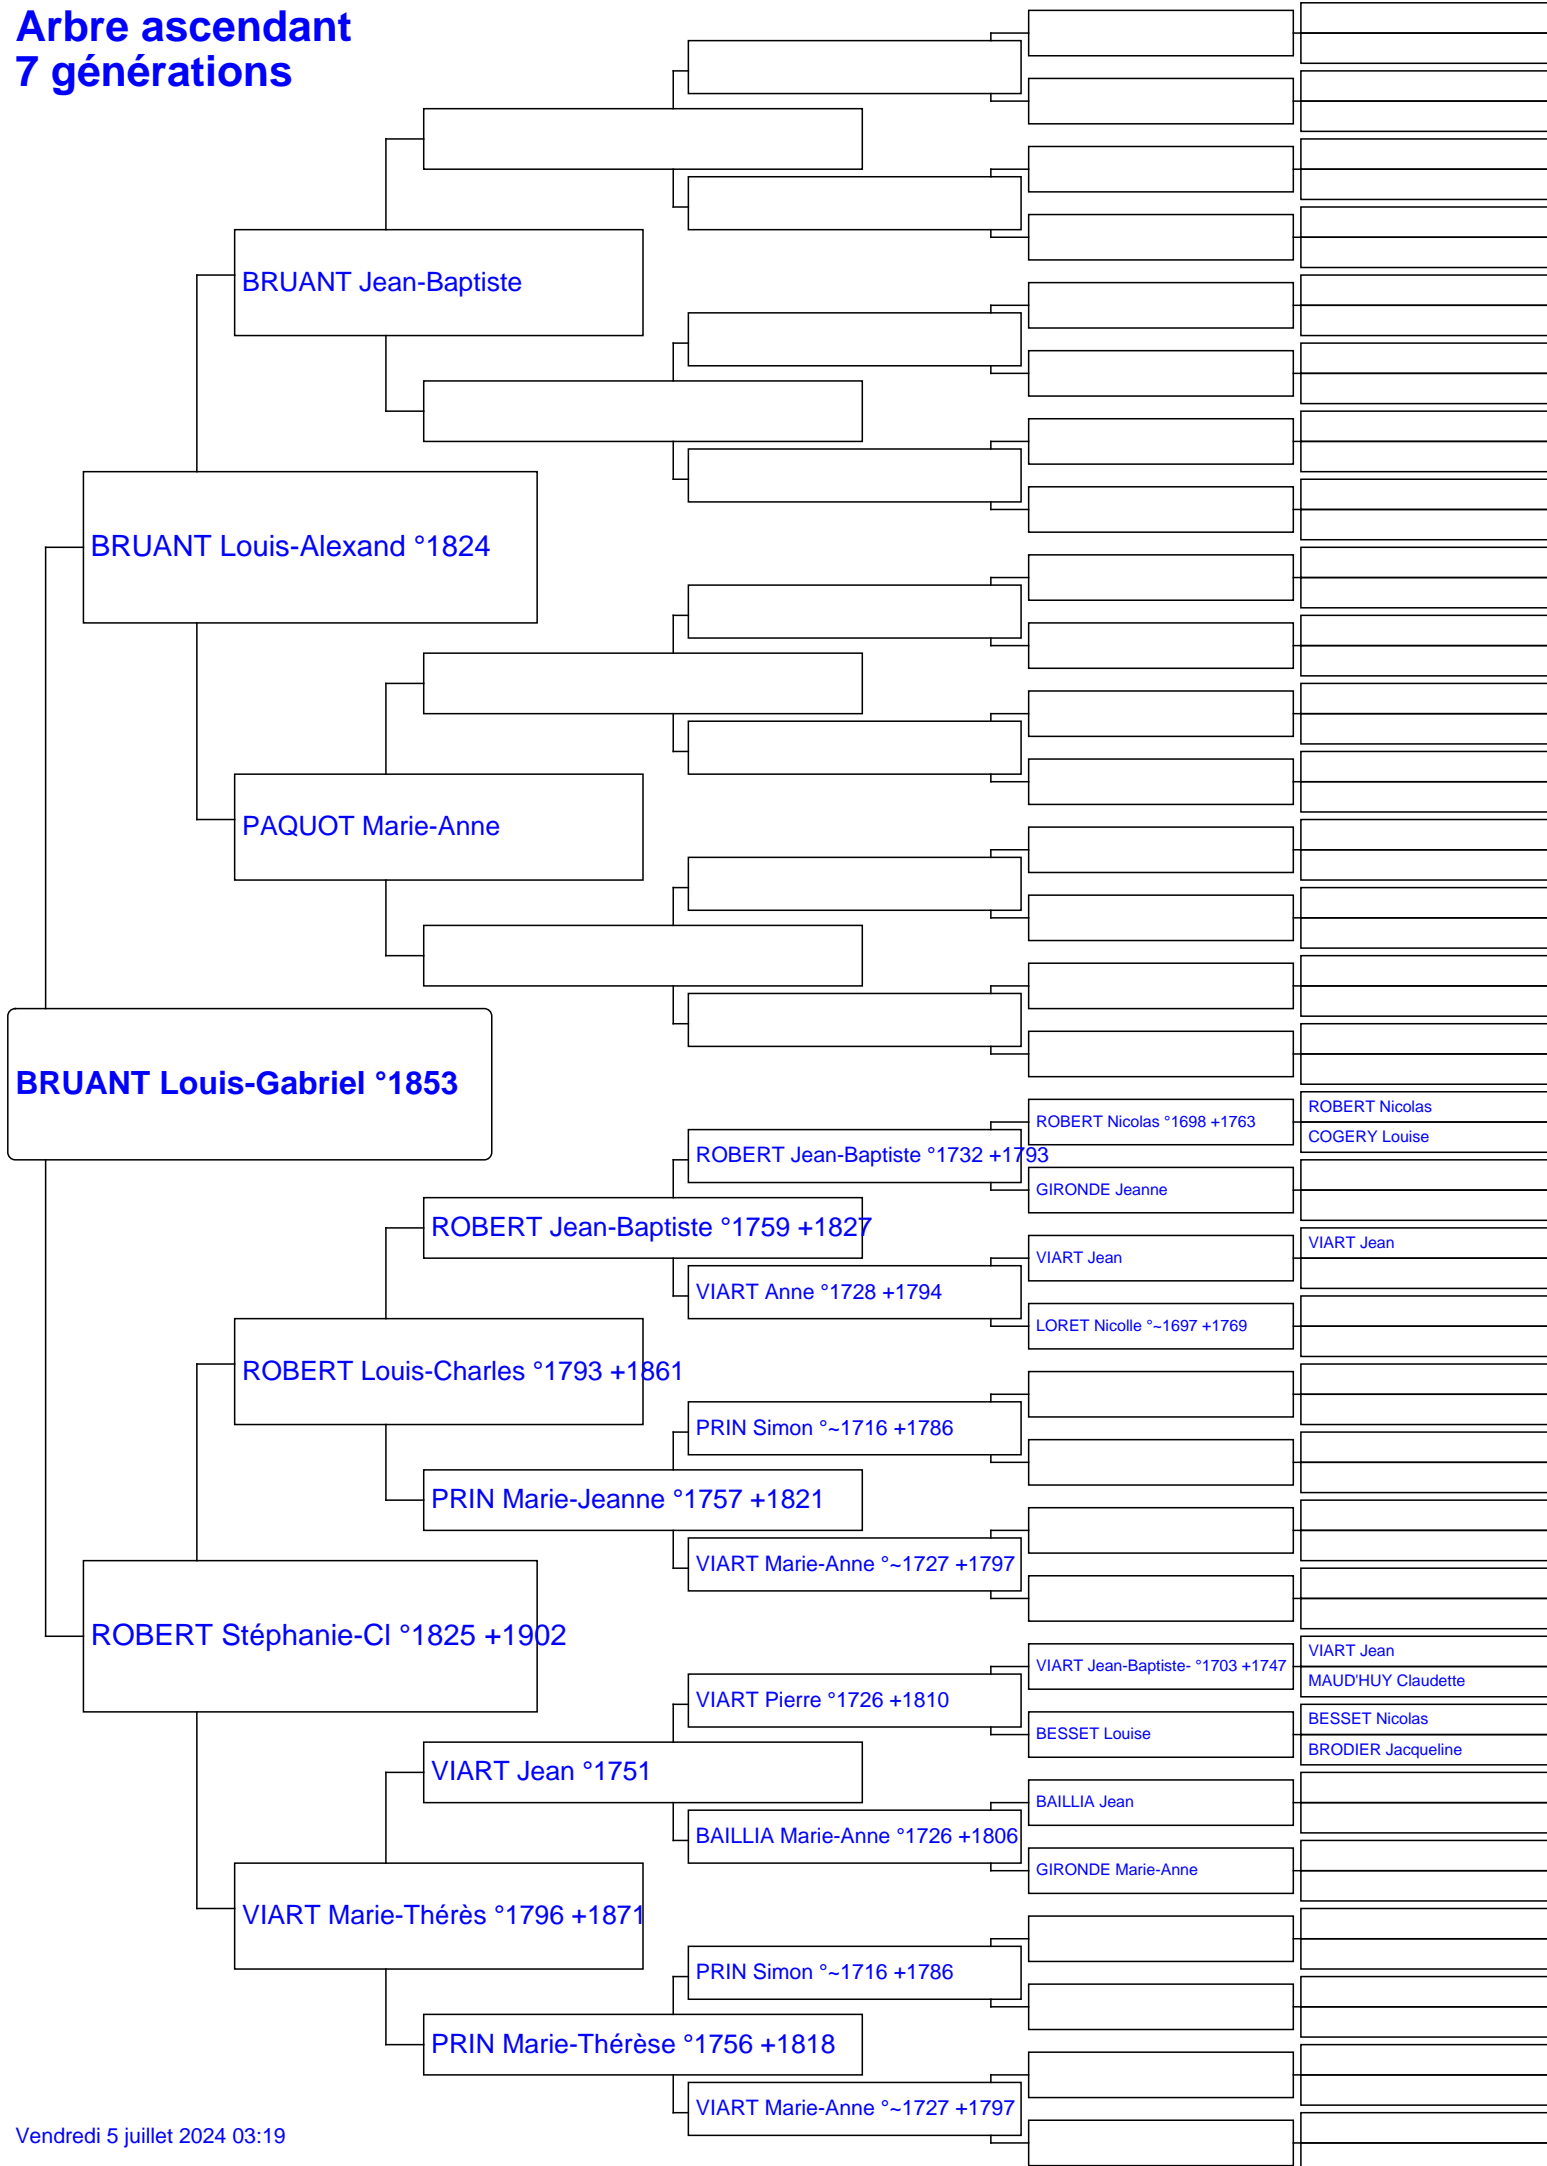 Arbre ascendant
7 générations
BRUANT Jean-Baptiste
BRUANT Louis-Alexand °1824
PAQUOT Marie-Anne
BRUANT Louis-Gabriel °1853
ROBERT Nicolas
ROBERT Nicolas °1698 +1763
COGERY Louise
ROBERT Jean-Baptiste °1732 +1793
GIRONDE Jeanne
ROBERT Jean-Baptiste °1759 +1827
VIART Jean
VIART Jean
VIART Anne °1728 +1794
LORET Nicolle °~1697 +1769
ROBERT Louis-Charles °1793 +1861
PRIN Simon °~1716 +1786
PRIN Marie-Jeanne °1757 +1821
VIART Marie-Anne °~1727 +1797
ROBERT Stéphanie-Cl °1825 +1902
VIART Jean
VIART Jean-Baptiste- °1703 +1747
MAUD'HUY Claudette
VIART Pierre °1726 +1810
BESSET Nicolas
BESSET Louise
BRODIER Jacqueline
VIART Jean °1751
BAILLIA Jean
BAILLIA Marie-Anne °1726 +1806
GIRONDE Marie-Anne
VIART Marie-Thérès °1796 +1871
PRIN Simon °~1716 +1786
PRIN Marie-Thérèse °1756 +1818
VIART Marie-Anne °~1727 +1797
Vendredi 5 juillet 2024 03:19